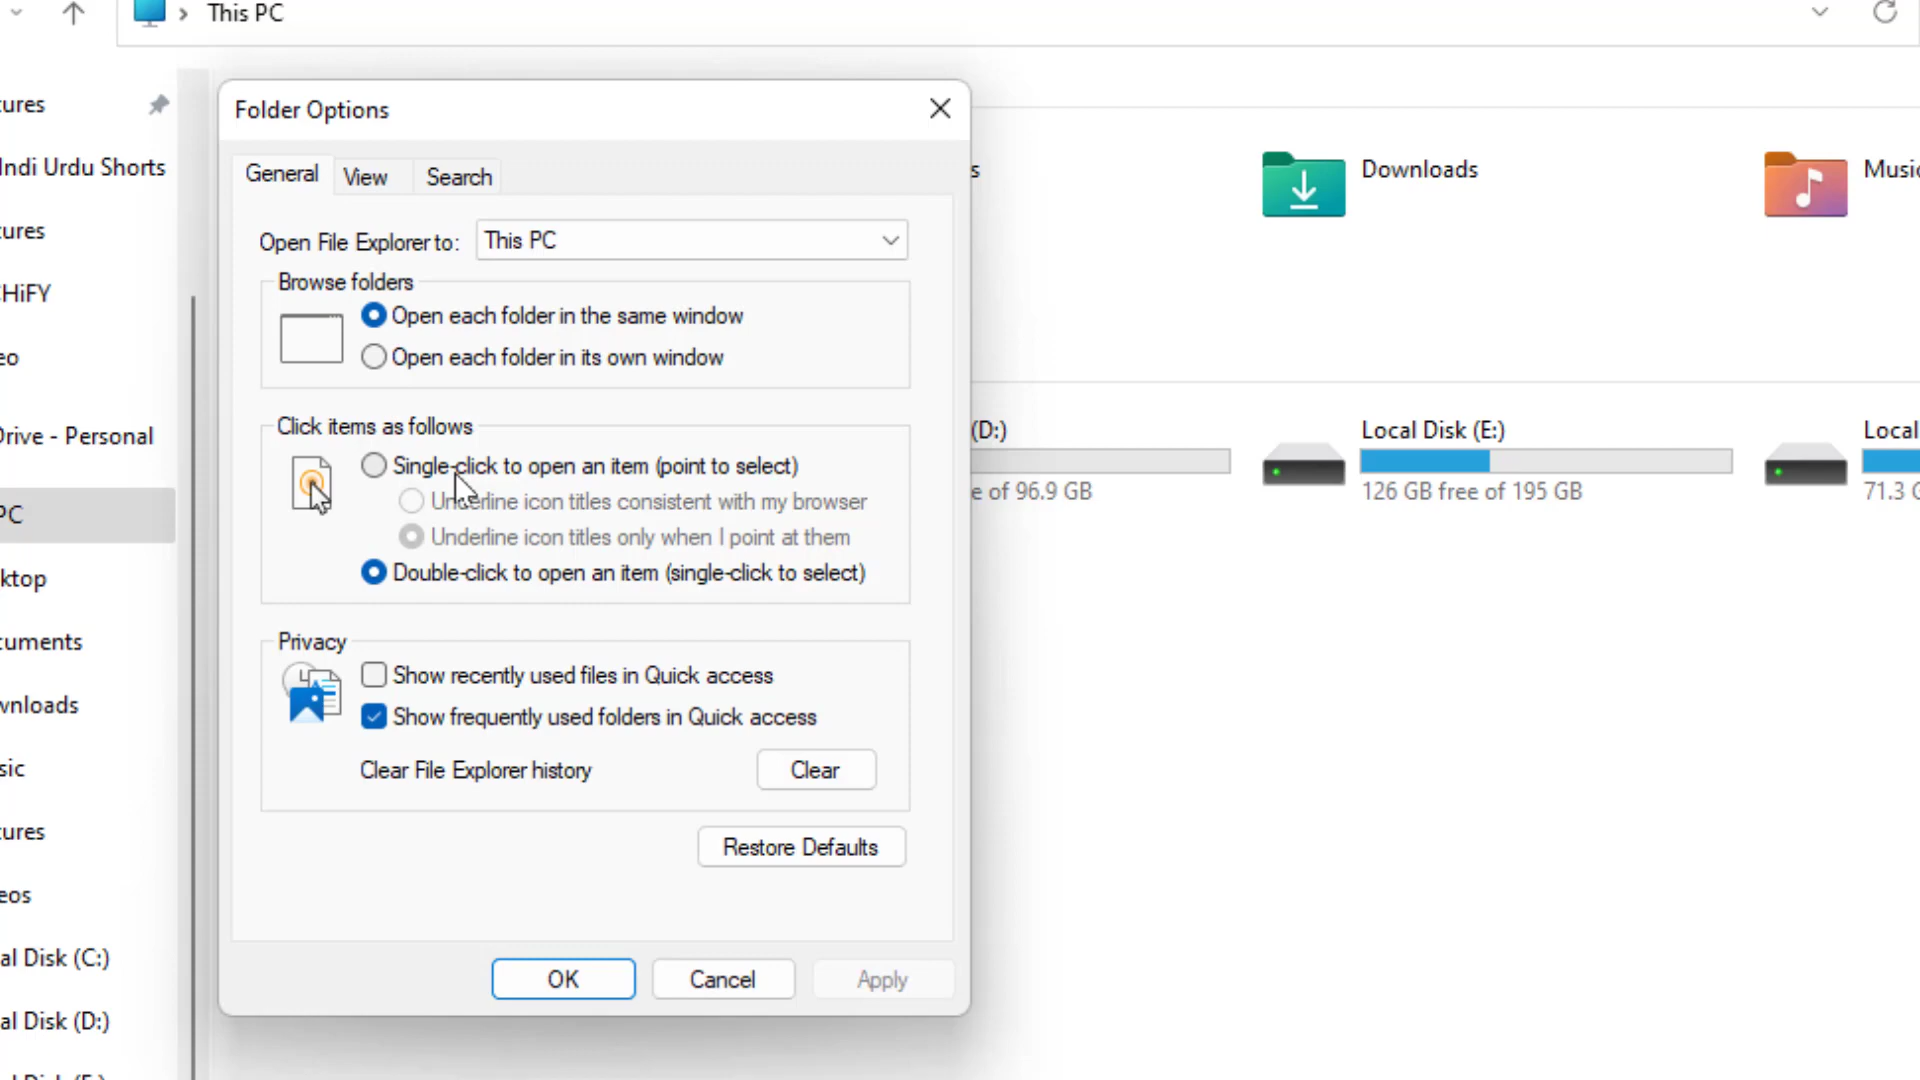 This PC
tures
Indi Urdu Shorts
tures
CHiFY
eo
Drive - Personal
PC
ktop
cuments
wnloads
sic
tures
eos
al Disk (C:)
al Disk (D:)
Folder Options
General
View
Search
Open File Explorer to:
This PC
Browse folders
Open each folder in the same window
Open each folder in its own window
Click items as follows
Single-click to open an item (point to select)
Underline icon titles consistent with my browser
Underline icon titles only when I point at them
Double-click to open an item (single-click to select)
Privacy
Show recently used files in Quick access
Show frequently used folders in Quick access
Clear File Explorer history
Clear
Restore Defaults
OK
Cancel
Apply
s
Downloads
Music
(D:)
e of 96.9 GB
Local Disk (E:)
126 GB free of 195 GB
Local
71.3 G